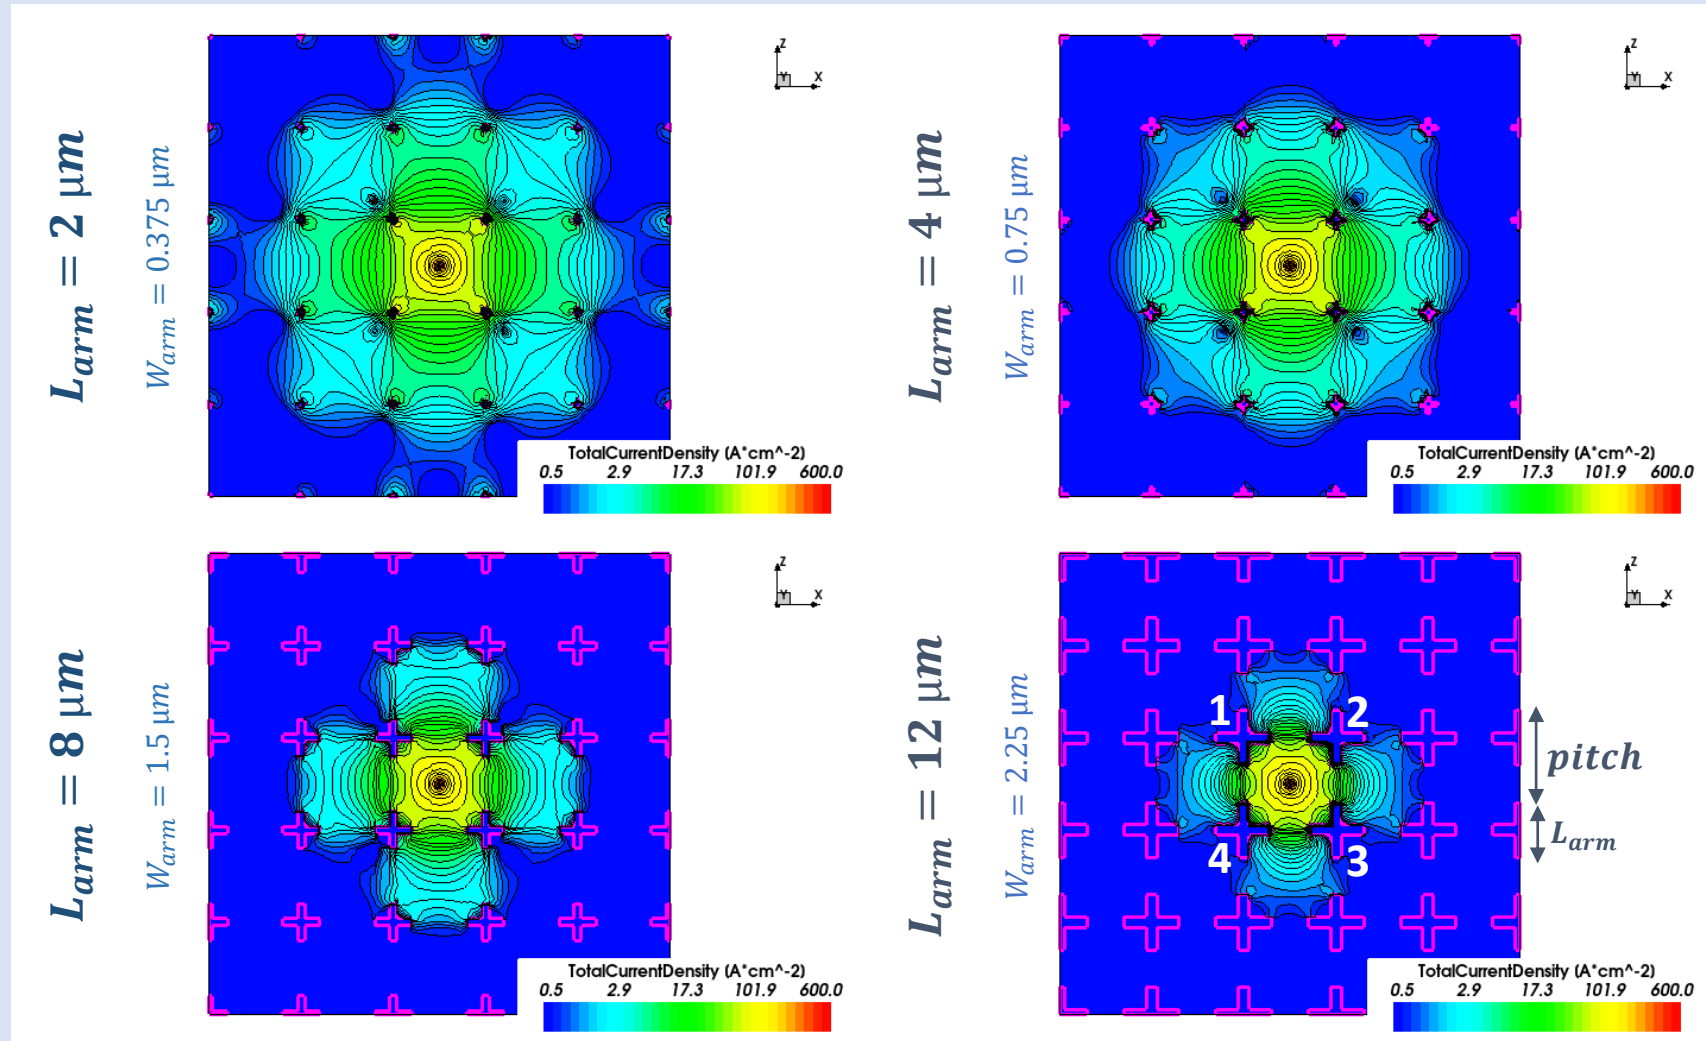 L_arm = 2 μm
W_arm = 0.375 μm
Z
Y
X
TotalCurrentDensity (A*cm^-2)
0.5 2.9 17.3 101.9 600.0
L_arm = 4 μm
W_arm = 0.75 μm
Z
Y
X
TotalCurrentDensity (A*cm^-2)
0.5 2.9 17.3 101.9 600.0
L_arm = 8 μm
W_arm = 1.5 μm
Z
Y
X
TotalCurrentDensity (A*cm^-2)
0.5 2.9 17.3 101.9 600.0
L_arm = 12 μm
W_arm = 2.25 μm
1 2
4 3
Z
Y
X
pitch
L_arm
TotalCurrentDensity (A*cm^-2)
0.5 2.9 17.3 101.9 600.0